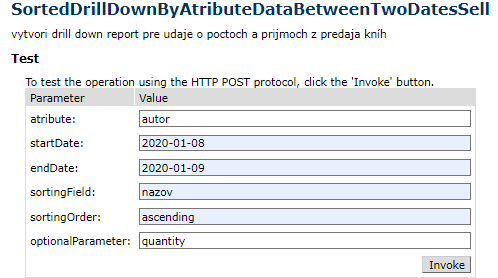 SortedDrillDownByAtributeDataBetweenTwoDatesSell
vytvori drill down report pre udaje o poctoch a prijmoch z predaja kníh
Test
To test the operation using the HTTP POST protocol, click the 'Invoke' button.
Parameter Value
atribute: autor
startDate: 2020-01-08
endDate: 2020-01-09
sortingField: nazov
sortingOrder: ascending
optionalParameter: quantity
Invoke